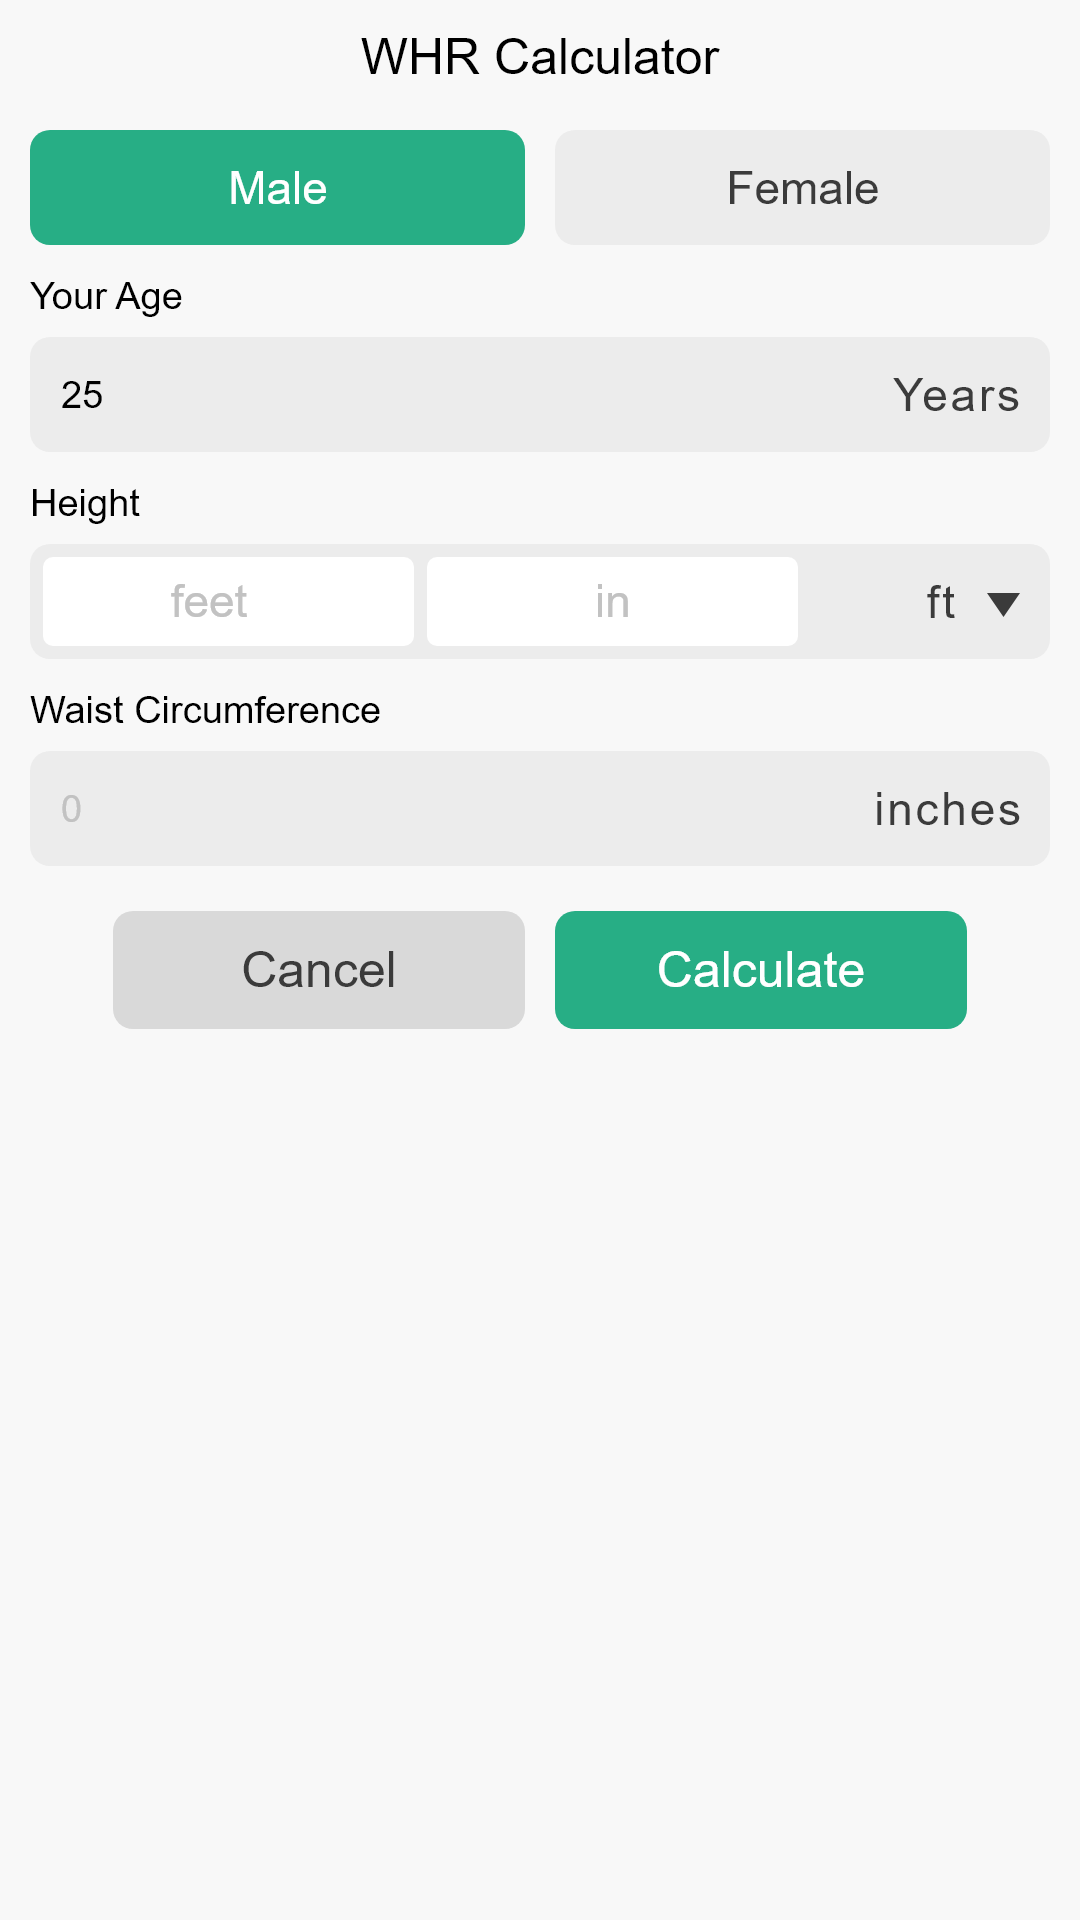 WHR Calculator
Male Female
Your Age
25 Years
Height
feet in ft
Waist Circumference
0 inches
Cancel Calculate